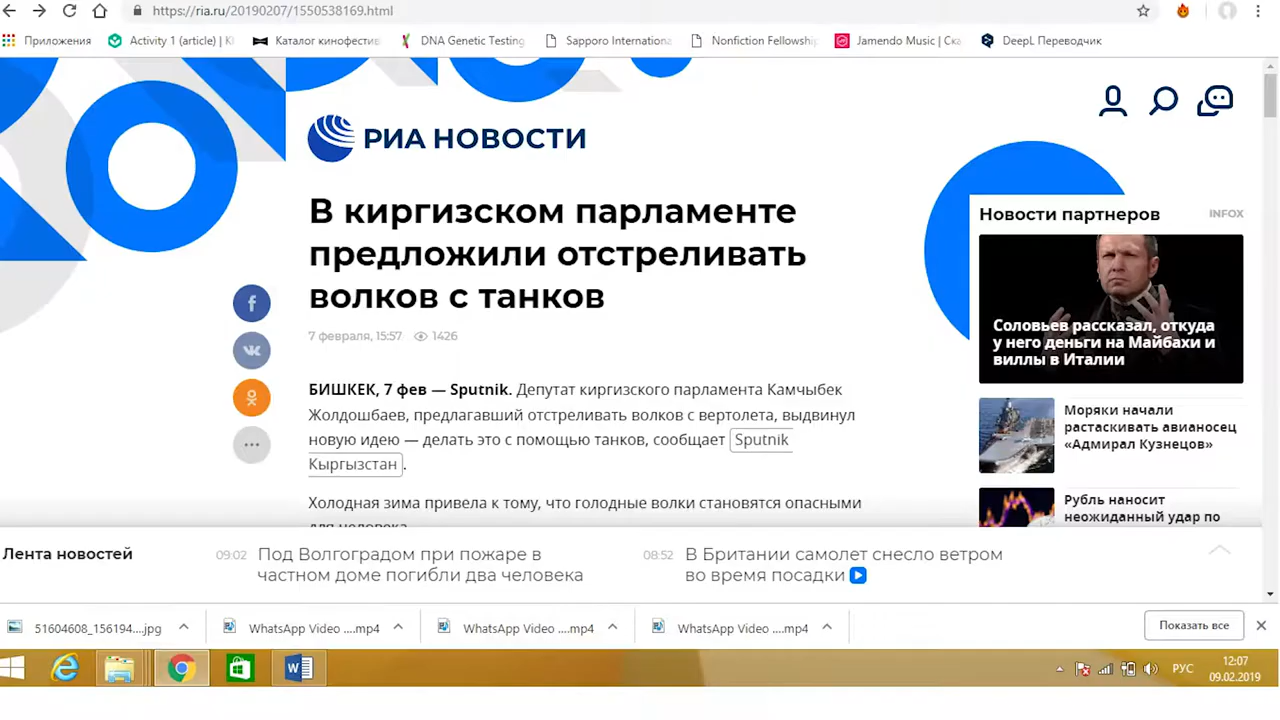 https://ria.ru/20190207/1550538169.html
Приложения
Activity 1 (article) |
Каталог кинофестив
DNA Genetic Testing
Sapporo Internationa
Nonfiction Fellowship
Jamendo Music | Ска
DeepL Переводчик
РИА НОВОСТИ
В киргизском парламенте
предложили отстреливать
волков с танков
7 февраля, 15:57 1426
БИШКЕК, 7 фев — Sputnik. Депутат киргизского парламента Камчыбек
Жолдошбаев, предлагавший отстреливать волков с вертолета, выдвинул
новую идею — делать это с помощью танков, сообщает Sputnik
Кыргызстан.
Холодная зима привела к тому, что голодные волки становятся опасными
для человека.
Новости партнеров
INFOX
Соловьев рассказал, откуда
у него деньги на Майбахи и
виллы в Италии
Моряки начали
растаскивать авианосец
«Адмирал Кузнецов»
Рубль наносит
неожиданный удар по
Лента новостей
09:02 Под Волгоградом при пожаре в
частном доме погибли два человека
08:52 В Британии самолет снесло ветром
во время посадки
51604608_156194....jpg
WhatsApp Video ....mp4
WhatsApp Video ....mp4
WhatsApp Video ....mp4
Показать все
РУС
12:07
09.02.2019